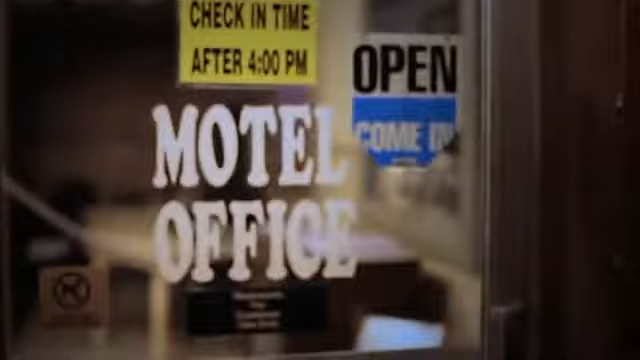 CHECK IN TIME
AFTER 4:00 PM
OPEN
COME IN
MOTEL
OFFICE